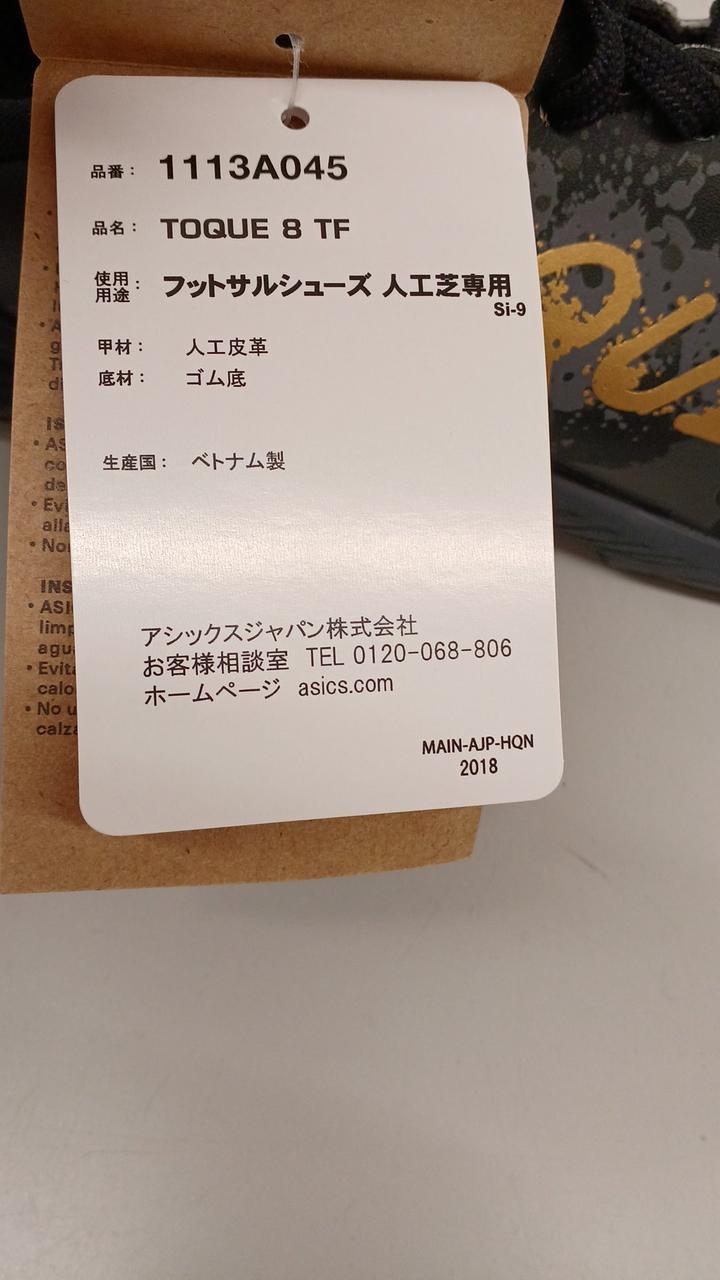 品番： 1113A045
品名： TOQUE 8 TF
使用用途： フットサルシューズ 人工芝専用
Si-9
甲材： 人工皮革
底材： ゴム底
生産国： ベトナム製
アシックスジャパン株式会社
お客様相談室 TEL 0120-068-806
ホームページ asics.com
MAIN-AJP-HQN
2018